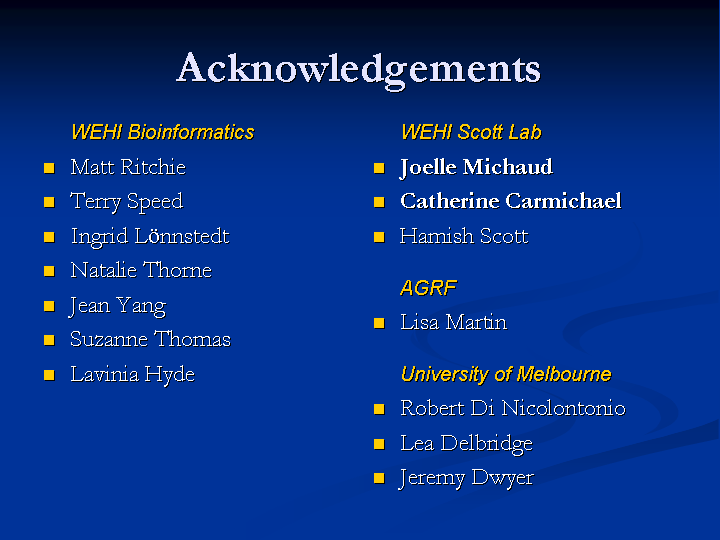 Acknowledgements
WEHI Bioinformatics
Matt Ritchie
Terry Speed
Ingrid Lönnstedt
Natalie Thorne
Jean Yang
Suzanne Thomas
Lavinia Hyde
WEHI Scott Lab
Joelle Michaud
Catherine Carmichael
Hamish Scott
AGRF
Lisa Martin
University of Melbourne
Robert Di Nicolontonio
Lea Delbridge
Jeremy Dwyer